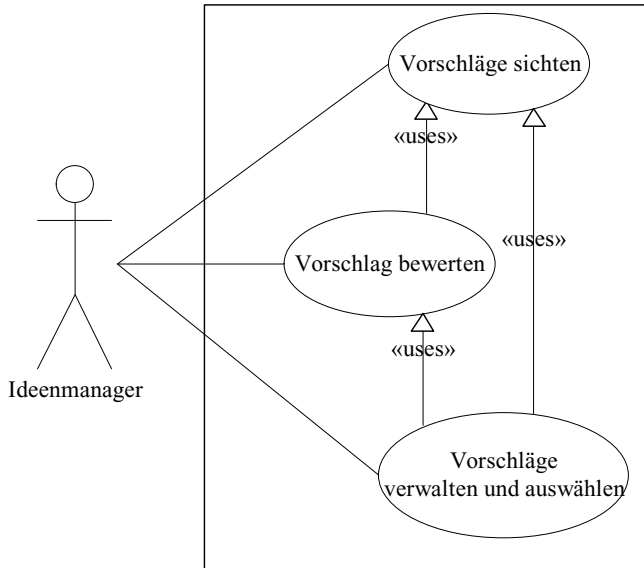 Vorschläge sichten
«uses»
«uses»
Vorschlag bewerten
«uses»
Ideenmanager
Vorschläge
verwalten und auswählen